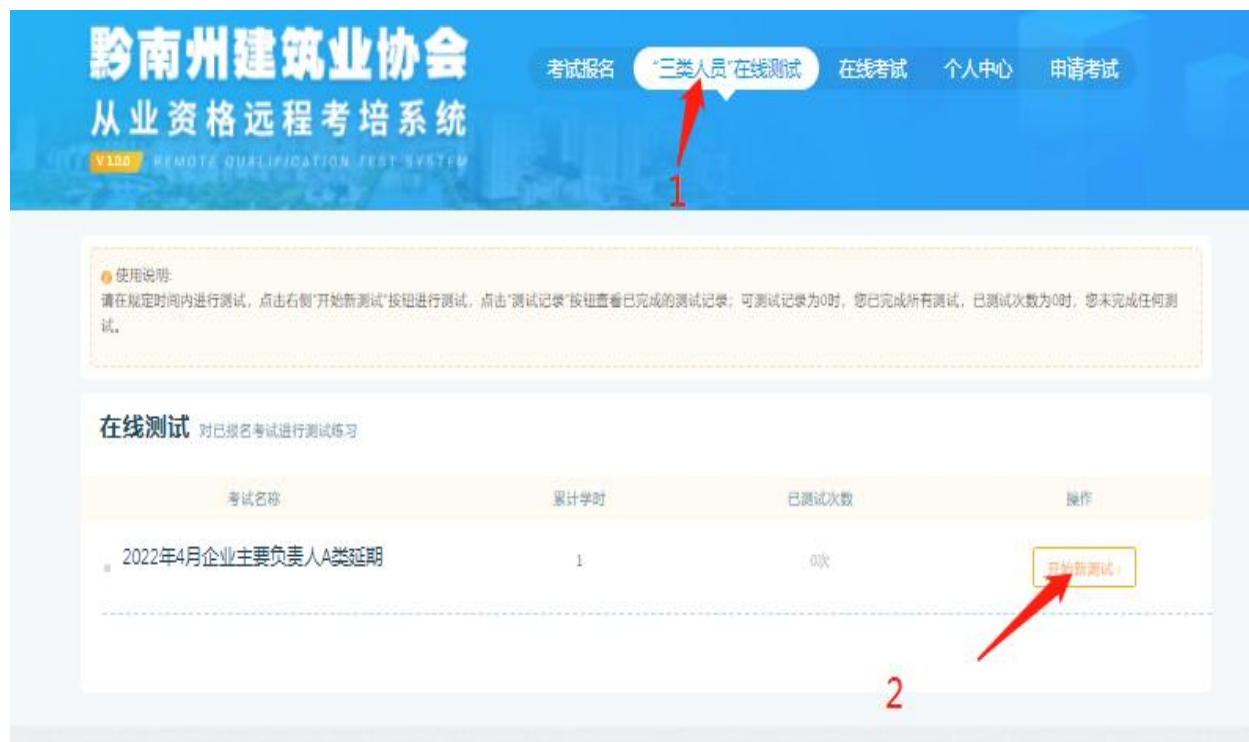 黔南州建筑业协会
从业资格远程考培系统
V 1.0.0 REMOTE QUALIFICATION TEST SYSTEM
考试报名 “三类人员”在线测试 在线考试 个人中心 申请考试
1
使用说明:
请在规定时间内进行测试，点击右侧“开始新测试”按钮进行测试，点击“测试记录”按钮查看已完成的测试记录；可测试记录为0时，您已完成所有测试，已测试次数为0时，您未完成任何测
试。
在线测试 对已报名考试进行测试练习
考试名称 累计学时 已测试次数 操作
2022年4月企业主要负责人A类延期 1 0次 开始新测试
2